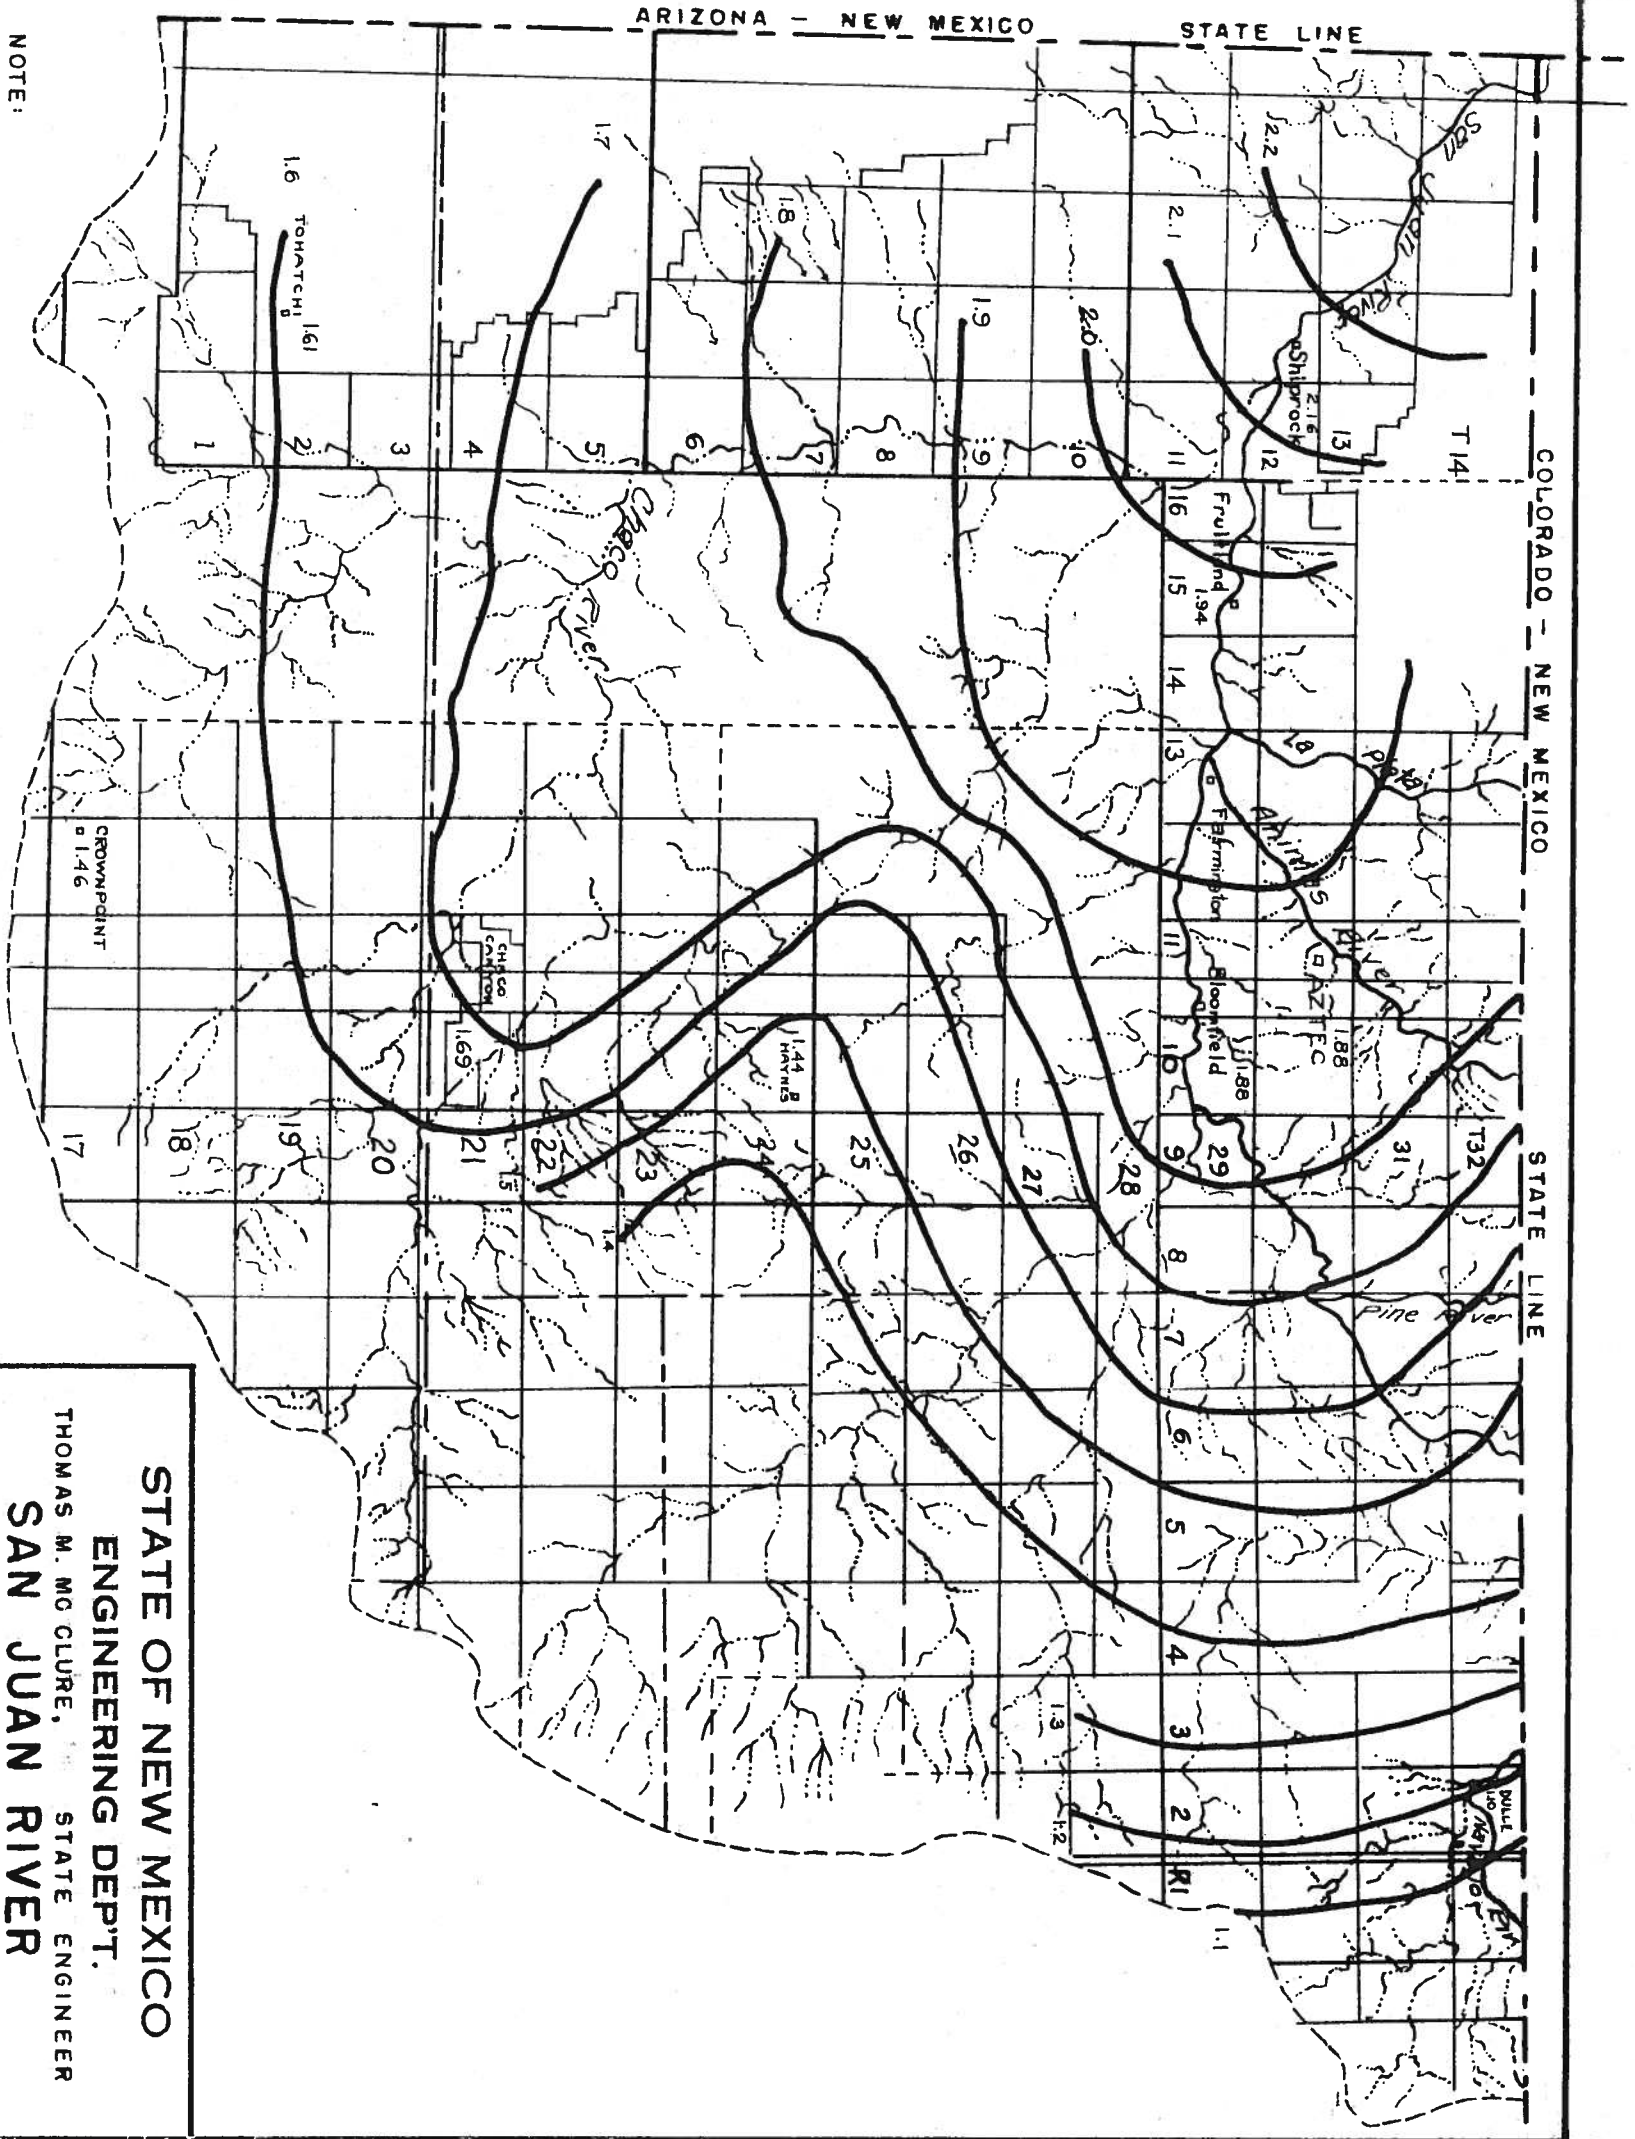 COLORADO - NEW MEXICO STATE LINE
ARIZONA - NEW MEXICO STATE LINE
San Juan River
2.2
2.1
2.0
1.9
1.8
1.7
1.6
TOHATCHI 1.61
Shiprock
2.16
T14
13
12
11
10
9
8
7
6
5
4
3
2
1
Fruitland
1.94
16
15
14
13
11
10
9
8
7
6
5
4
3
2
R1
La Plata
Animas River
Farmington
Bloomfield
1.88
AZTEC
1.88
Pine River
T32
31
29
28
27
26
25
24
23
22
21
20
19
18
17
Chaco River
CHACO
CANYON
1.69
1.44
HAYNES
CROWNPOINT
1.46
1.5
1.4
1.3
1.2
1.1
NOTE:
STATE OF NEW MEXICO
ENGINEERING DEP'T.
THOMAS M. MC CLURE, STATE ENGINEER
SAN JUAN RIVER